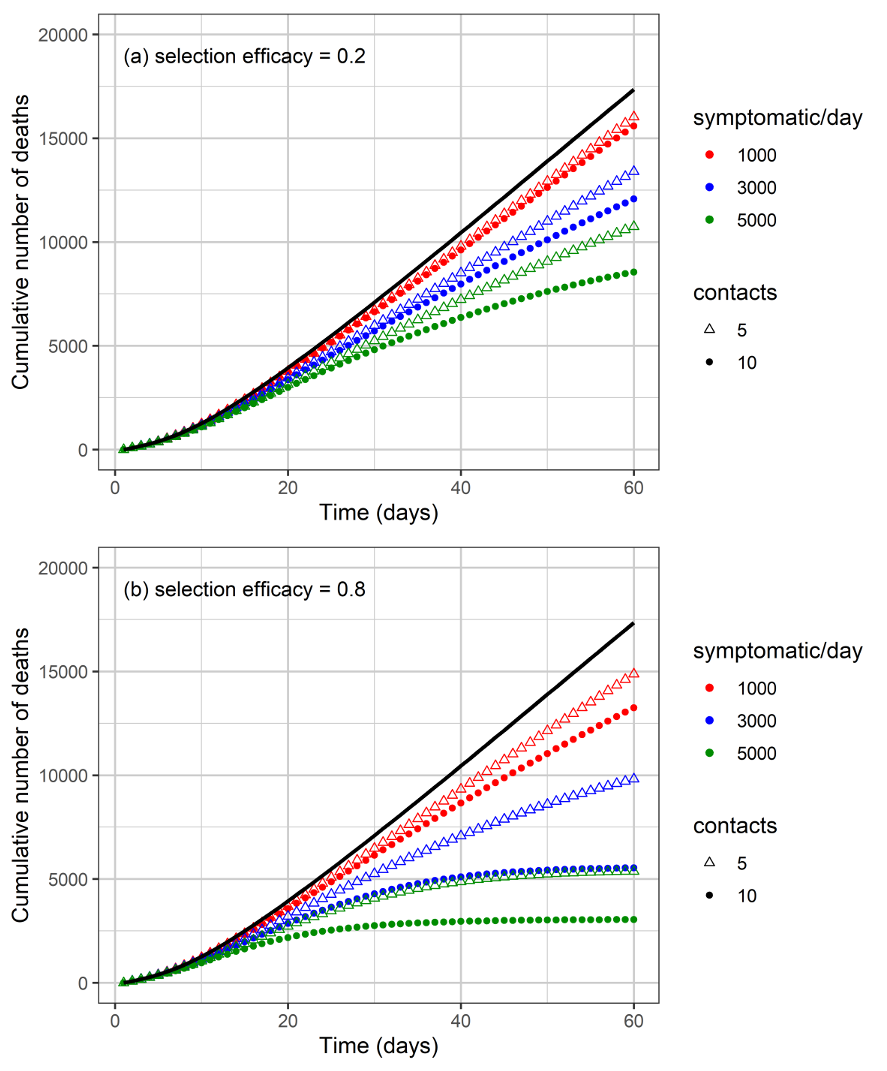 (a) selection efficacy = 0.2
Cumulative number of deaths
20000
15000
10000
5000
0
0 20 40 60
Time (days)
symptomatic/day
1000
3000
5000
contacts
5
10
(b) selection efficacy = 0.8
Cumulative number of deaths
20000
15000
10000
5000
0
0 20 40 60
Time (days)
symptomatic/day
1000
3000
5000
contacts
5
10